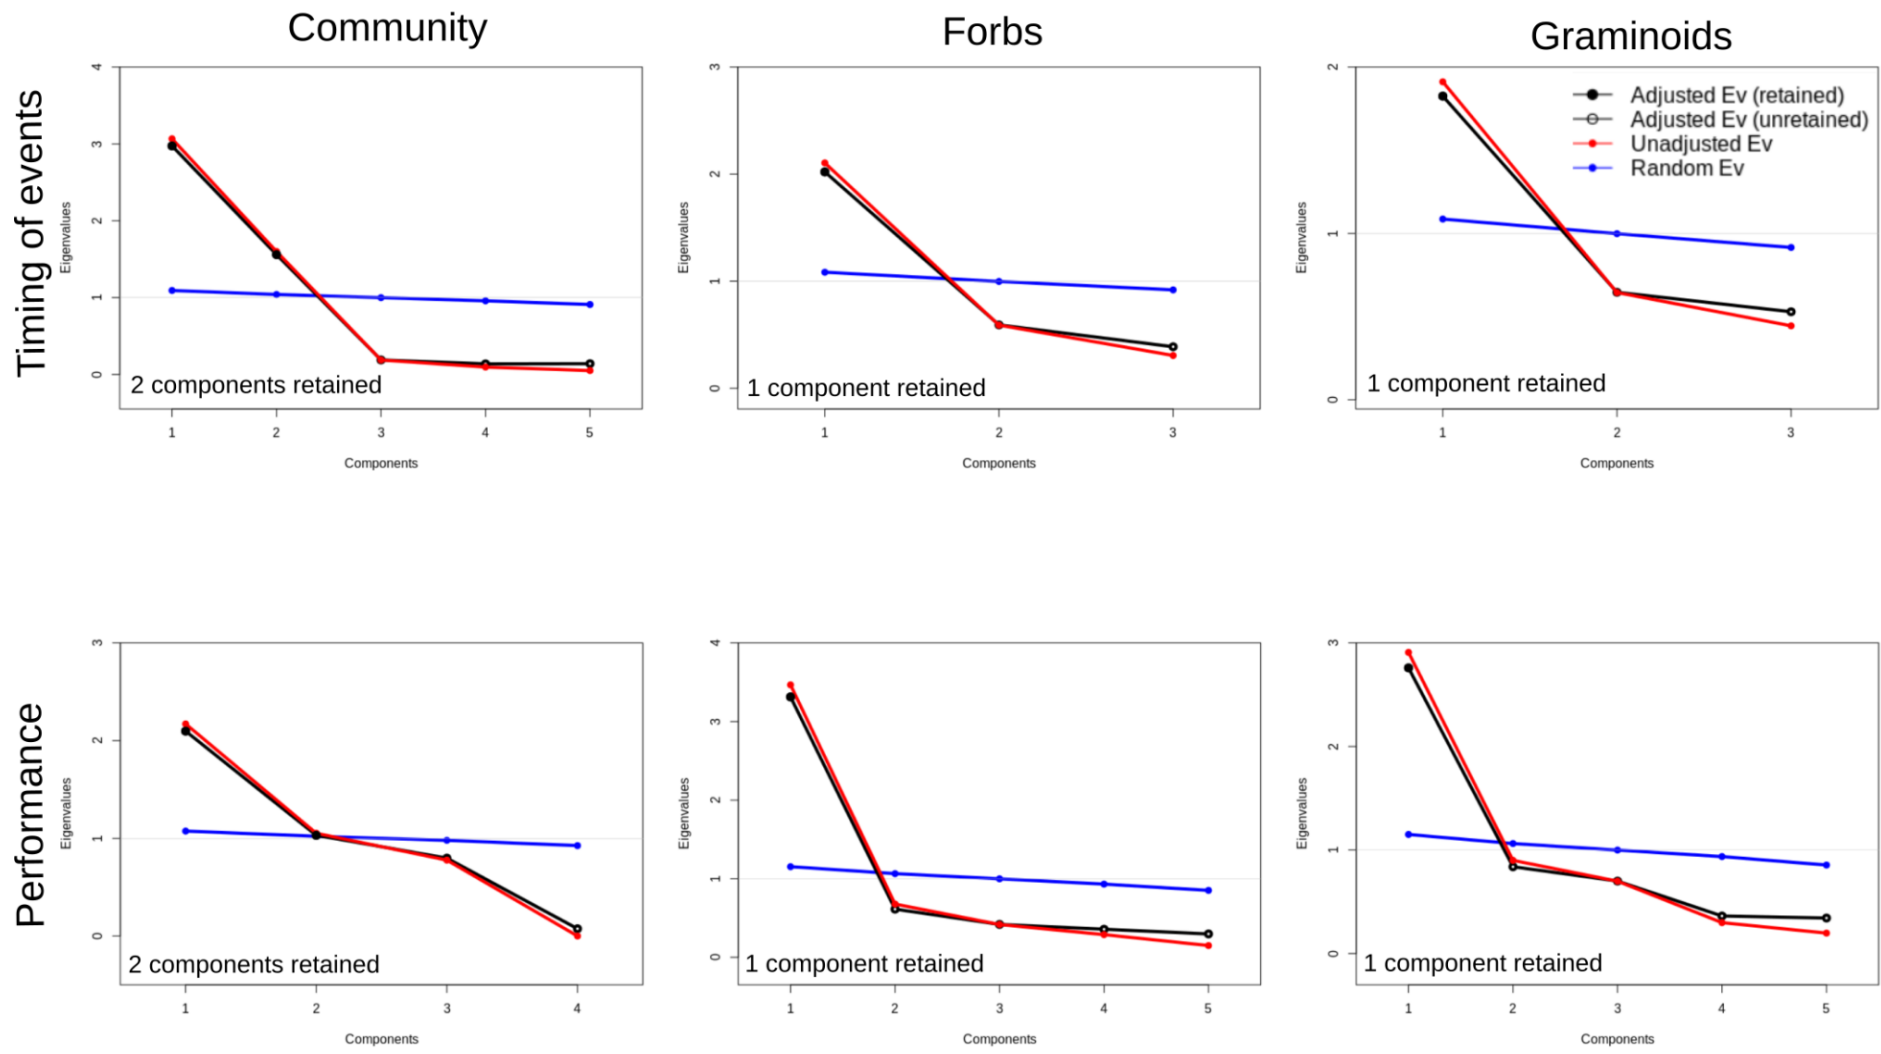 Community
Forbs
Graminoids
Timing of events
Eigenvalues
4
3
2
1
0
2 components retained
1 2 3 4 5
Components
Eigenvalues
3
2
1
0
1 component retained
1 2 3
Components
Eigenvalues
2
1
0
Adjusted Ev (retained)
Adjusted Ev (unretained)
Unadjusted Ev
Random Ev
1 component retained
1 2 3
Components
Performance
Eigenvalues
3
2
1
0
2 components retained
1 2 3 4
Components
Eigenvalues
4
3
2
1
0
1 component retained
1 2 3 4 5
Components
Eigenvalues
3
2
1
0
1 component retained
1 2 3 4 5
Components